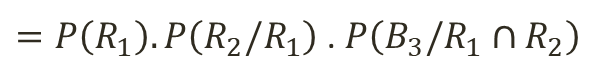 = P(R₁). P(R₂/R₁) . P(B₃/R₁ ∩ R₂)